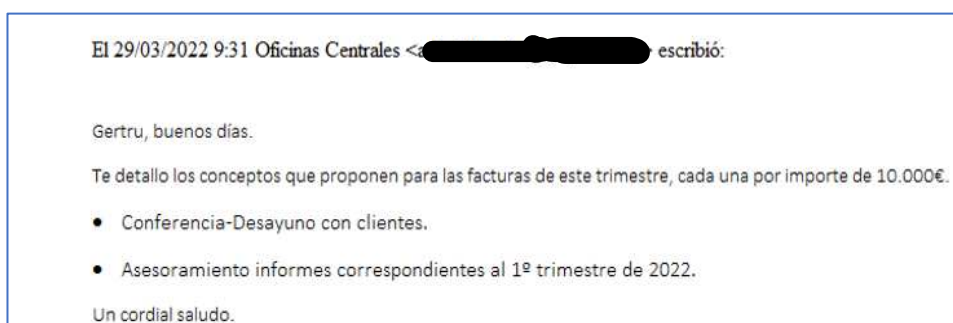 El 29/03/2022 9:31 Oficinas Centrales < escribió:
Gertru, buenos días.
Te detallo los conceptos que proponen para las facturas de este trimestre, cada una por importe de 10.000€.
• Conferencia-Desayuno con clientes.
• Asesoramiento informes correspondientes al 1º trimestre de 2022.
Un cordial saludo.